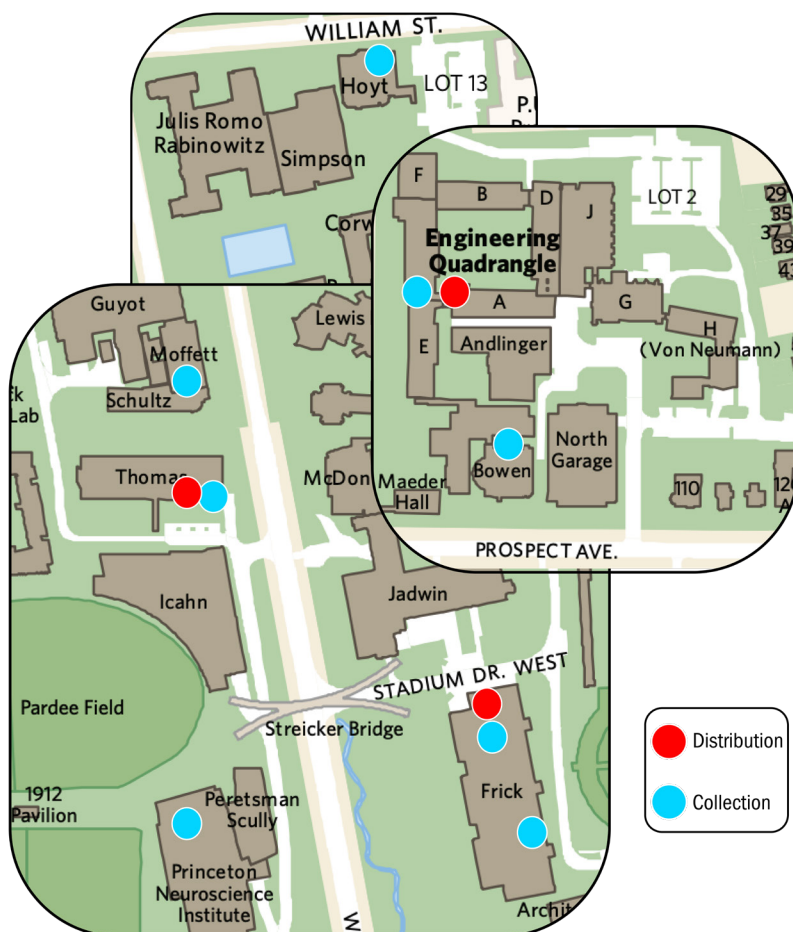 WILLIAM ST.
Hoyt
LOT 13
Julis Romo
Rabinowitz
Simpson
P.
Corw
F
B
D
J
LOT 2
29
35
37
39
Engineering
Quadrangle
A
G
H
(Von Neumann)
E
Andlinger
Bowen
North
Garage
Maeder
Hall
110
PROSPECT AVE.
Guyot
Lewis
Moffett
Schultz
Lab
Thomas
McDon
Icahn
Jadwin
Pardee Field
STADIUM DR. WEST
Streicker Bridge
1912
Pavilion
Peretsman
Scully
Frick
Princeton
Neuroscience
Institute
Archit
W
Distribution
Collection